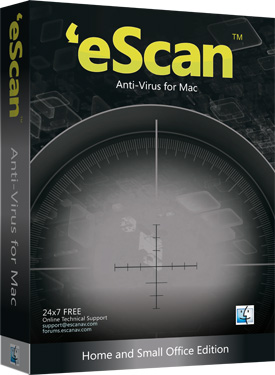 'eScan™
Anti-Virus for Mac
'eScan™
Anti-Virus for Mac
24x7 FREE
Online Technical Support
support@escanav.com
forums.escanav.com
Home and Small Office Edition